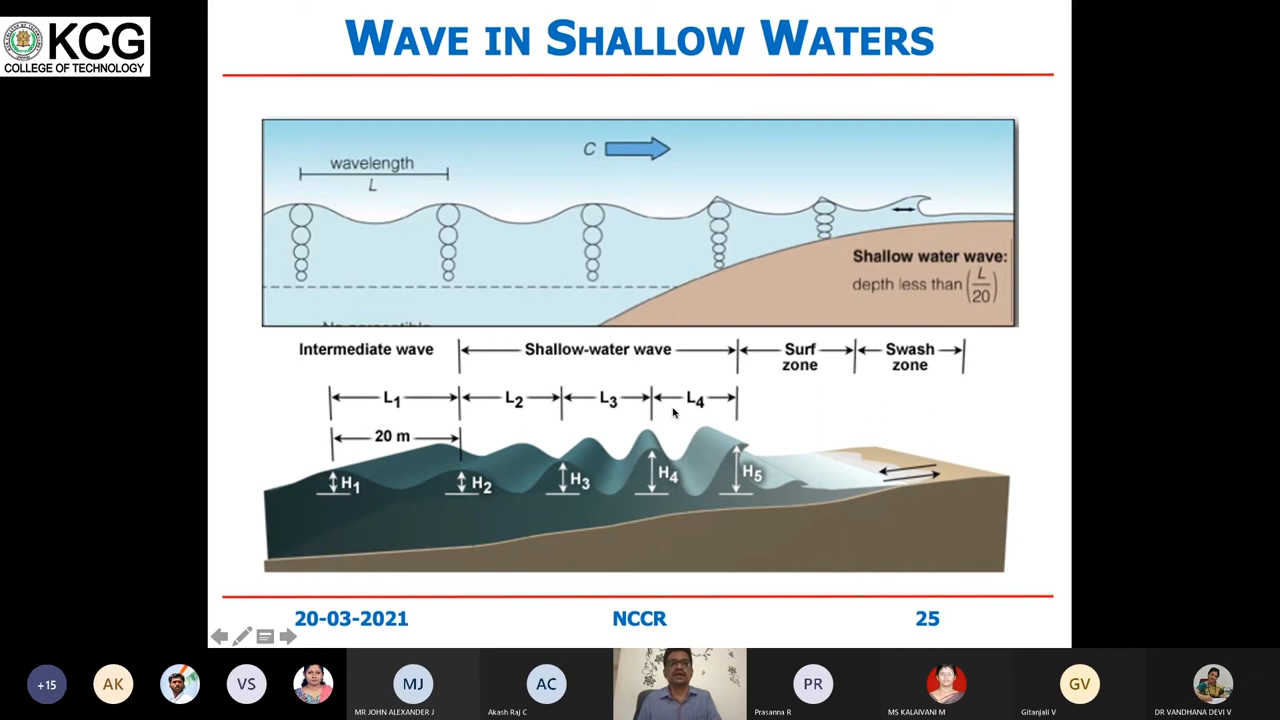 KCG
COLLEGE OF TECHNOLOGY
WAVE IN SHALLOW WATERS
C
wavelength
L
Shallow water wave:
depth less than (L/20)
Intermediate wave
Shallow-water wave
Surf zone
Swash zone
L1
L2
L3
L4
20 m
H1
H2
H3
H4
H5
20-03-2021
NCCR
25
+15
AK
VS
MJ
MR JOHN ALEXANDER J
AC
Akash Raj C
PR
Prasanna R
MS KALAIVANI M
GV
Gitanjali V
DR VANDHANA DEVI V